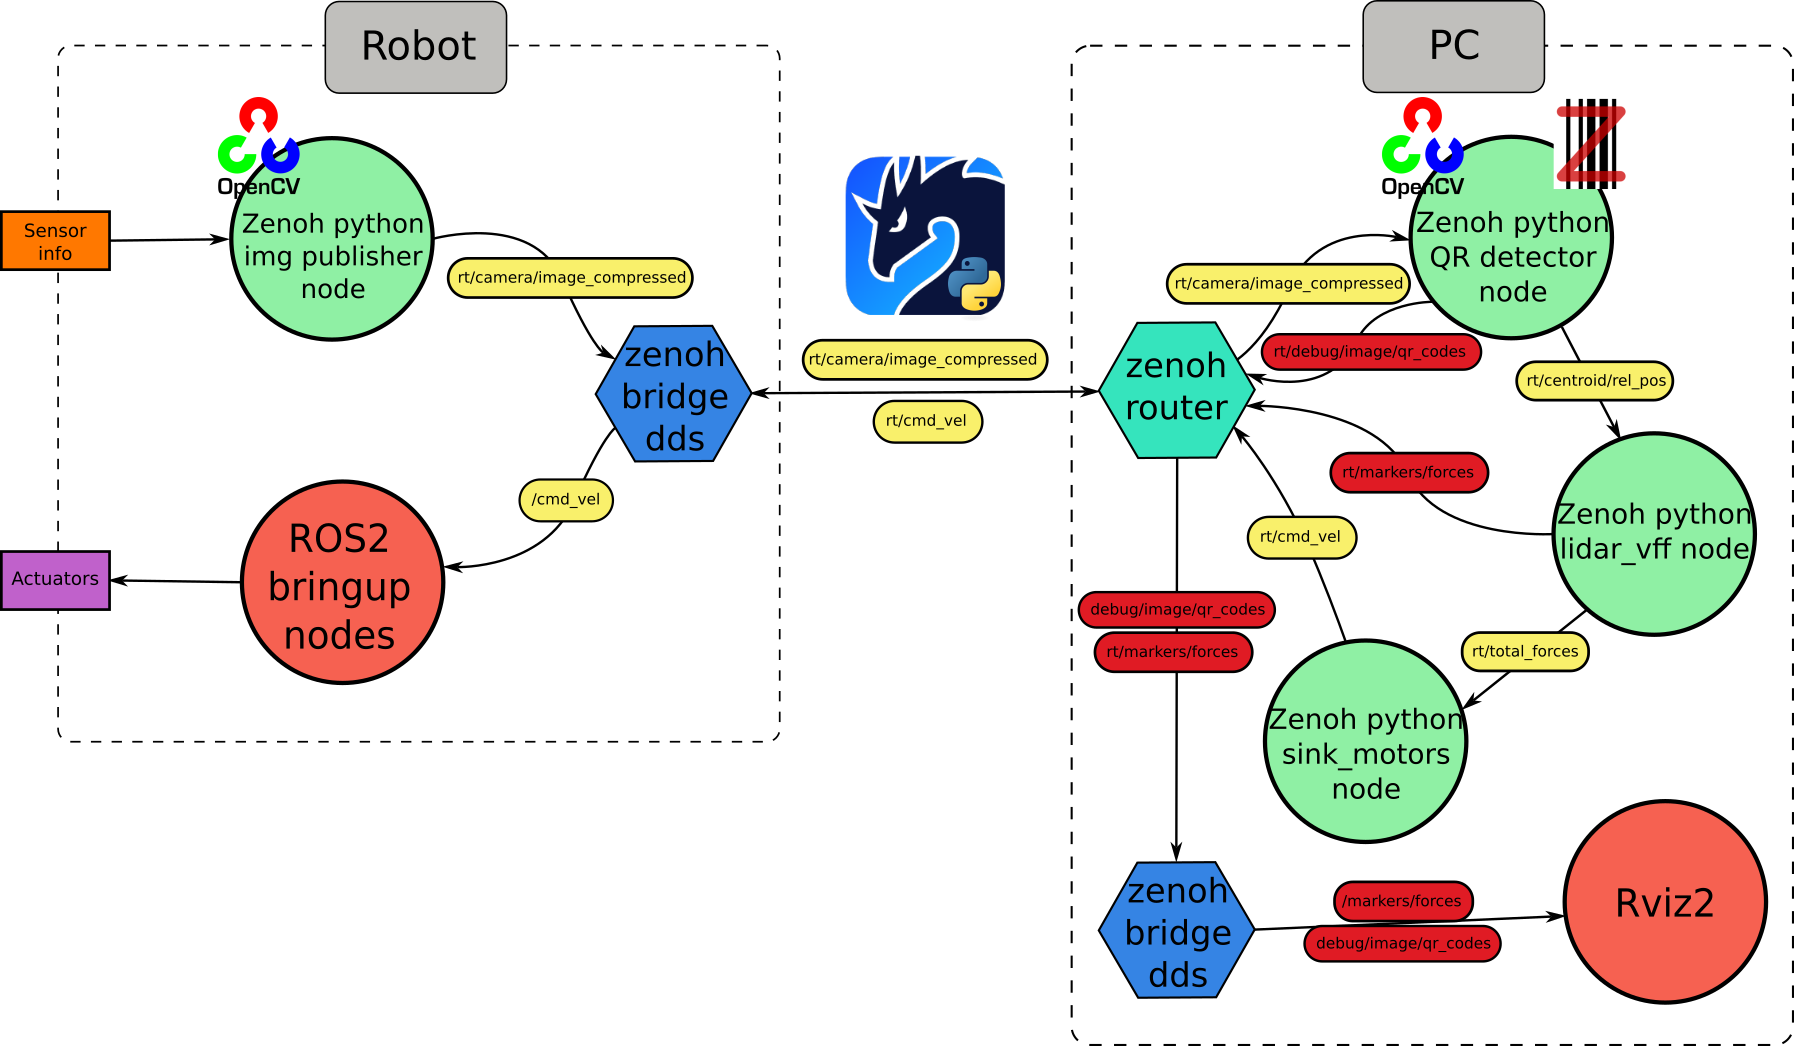 Robot
PC
OpenCV
Zenoh python
img publisher
node
Sensor
info
rt/camera/image_compressed
zenoh
bridge
dds
/cmd_vel
ROS2
bringup
nodes
Actuators
rt/camera/image_compressed
rt/cmd_vel
OpenCV
Z
Zenoh python
QR detector
node
rt/camera/image_compressed
rt/debug/image/qr_codes
zenoh
router
rt/centroid/rel_pos
rt/markers/forces
Zenoh python
lidar_vff node
rt/cmd_vel
debug/image/qr_codes
rt/markers/forces
rt/total_forces
Zenoh python
sink_motors
node
zenoh
bridge
dds
/markers/forces
debug/image/qr_codes
Rviz2